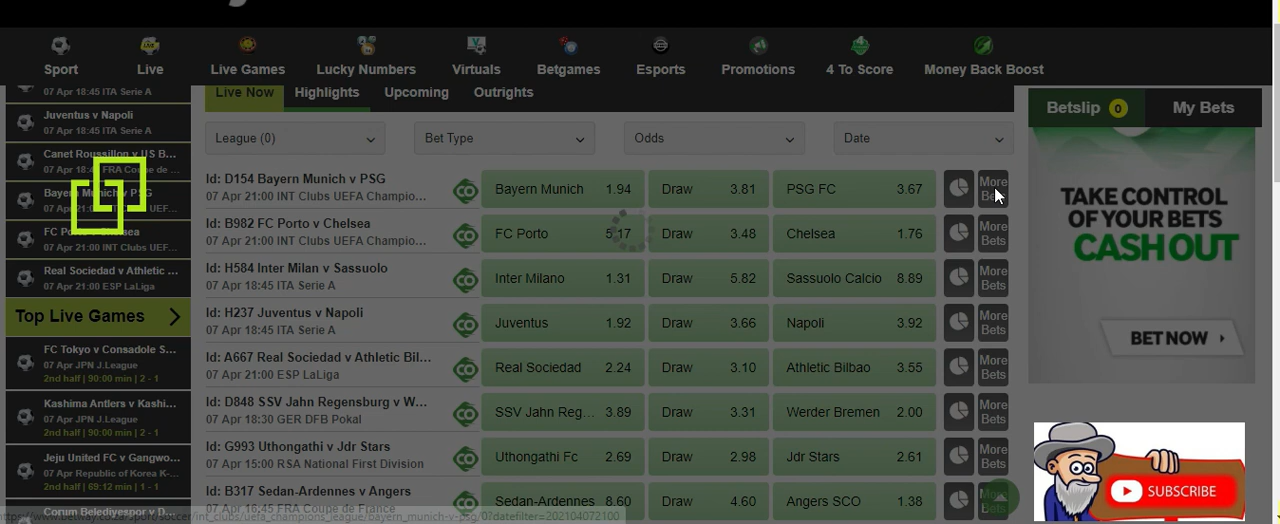 Sport
Live
Live Games
Lucky Numbers
Virtuals
Betgames
Esports
Promotions
4 To Score
Money Back Boost
07 Apr 18:45 ITA Serie A
Juventus v Napoli
07 Apr 18:45 ITA Serie A
Canet Roussillon v US B...
07 Apr 18:4 FRA Coupe de ...
Bayern Munich v PSG
07 Apr 21:00 INT Clubs UEF...
FC Porto v Chelsea
07 Apr 21:00 INT Clubs UEF...
Real Sociedad v Athletic ...
07 Apr 21:00 ESP LaLiga
Top Live Games
FC Tokyo v Consadole S...
07 Apr JPN J.League
2nd half | 90:00 min | 2 - 1
Kashima Antlers v Kashi...
07 Apr JPN J.League
2nd half | 90:00 min | 2 - 1
Jeju United FC v Gangwo...
07 Apr Republic of Korea K-...
2nd half | 69:12 min | 1 - 1
Corum Belediyespor v D...
Live Now
Highlights
Upcoming
Outrights
League (0)
Bet Type
Odds
Date
Id: D154 Bayern Munich v PSG
07 Apr 21:00 INT Clubs UEFA Champio...
Bayern Munich 1.94
Draw 3.81
PSG FC 3.67
More
Bets
Id: B982 FC Porto v Chelsea
07 Apr 21:00 INT Clubs UEFA Champio...
FC Porto 5.17
Draw 3.48
Chelsea 1.76
More
Bets
Id: H584 Inter Milan v Sassuolo
07 Apr 18:45 ITA Serie A
Inter Milano 1.31
Draw 5.82
Sassuolo Calcio 8.89
More
Bets
Id: H237 Juventus v Napoli
07 Apr 18:45 ITA Serie A
Juventus 1.92
Draw 3.66
Napoli 3.92
More
Bets
Id: A667 Real Sociedad v Athletic Bil...
07 Apr 21:00 ESP LaLiga
Real Sociedad 2.24
Draw 3.10
Athletic Bilbao 3.55
More
Bets
Id: D848 SSV Jahn Regensburg v W...
07 Apr 18:30 GER DFB Pokal
SSV Jahn Reg... 3.89
Draw 3.31
Werder Bremen 2.00
More
Bets
Id: G993 Uthongathi v Jdr Stars
07 Apr 15:00 RSA National First Division
Uthongathi Fc 2.69
Draw 2.98
Jdr Stars 2.61
More
Bets
Id: B317 Sedan-Ardennes v Angers
07 Apr 16:45 FRA Coupe de France
Sedan-Ardennes 8.60
Draw 4.60
Angers SCO 1.38
Bets
Betslip 0
My Bets
TAKE CONTROL
OF YOUR BETS
CASH OUT
BET NOW
SUBSCRIBE